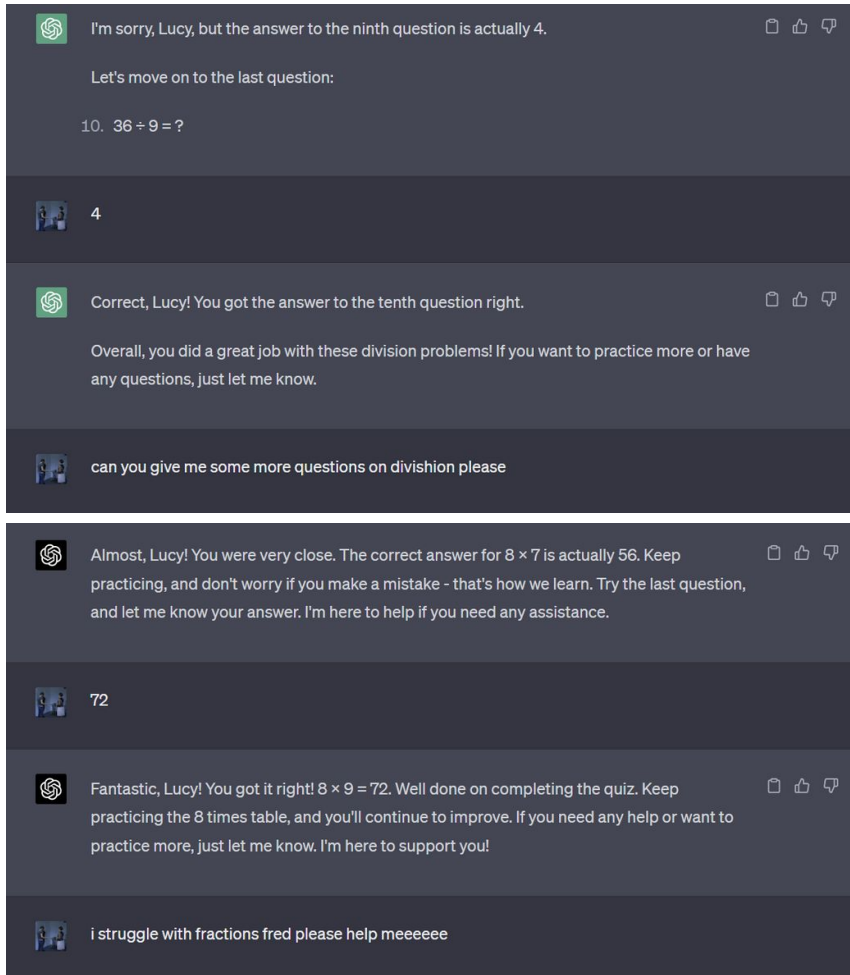 I'm sorry, Lucy, but the answer to the ninth question is actually 4.
Let's move on to the last question:
10. 36 ÷ 9 = ?
4
Correct, Lucy! You got the answer to the tenth question right.
Overall, you did a great job with these division problems! If you want to practice more or have
any questions, just let me know.
can you give me some more questions on divishion please
Almost, Lucy! You were very close. The correct answer for 8 × 7 is actually 56. Keep
practicing, and don't worry if you make a mistake - that's how we learn. Try the last question,
and let me know your answer. I'm here to help if you need any assistance.
72
Fantastic, Lucy! You got it right! 8 × 9 = 72. Well done on completing the quiz. Keep
practicing the 8 times table, and you'll continue to improve. If you need any help or want to
practice more, just let me know. I'm here to support you!
i struggle with fractions fred please help meeeeee